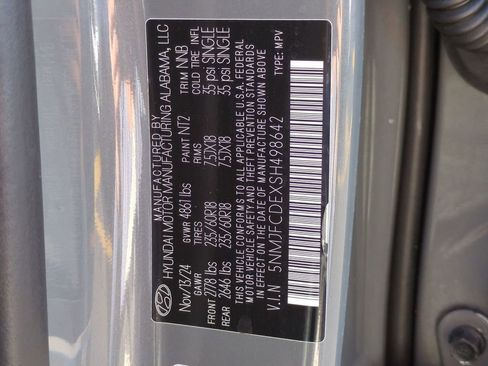 MANUFACTURED BY
HYUNDAI MOTOR MANUFACTURING ALABAMA, LLC
Nov/13/24 GVWR 4861 lbs PAINT NT2 TRIM NNB
GAWR TIRES RIMS COLD TIRE INFL
FRONT 2778 lbs 235/60R18 7.5JX18 35 psi SINGLE
REAR 2646 lbs 235/60R18 7.5JX18 35 psi SINGLE
THIS VEHICLE CONFORMS TO ALL APPLICABLE U.S.A. FEDERAL
MOTOR VEHICLE SAFETY AND THEFT PREVENTION STANDARDS
IN EFFECT ON THE DATE OF MANUFACTURE SHOWN ABOVE.
V.I.N 5NMJFCDEXSH498642 TYPE: MPV